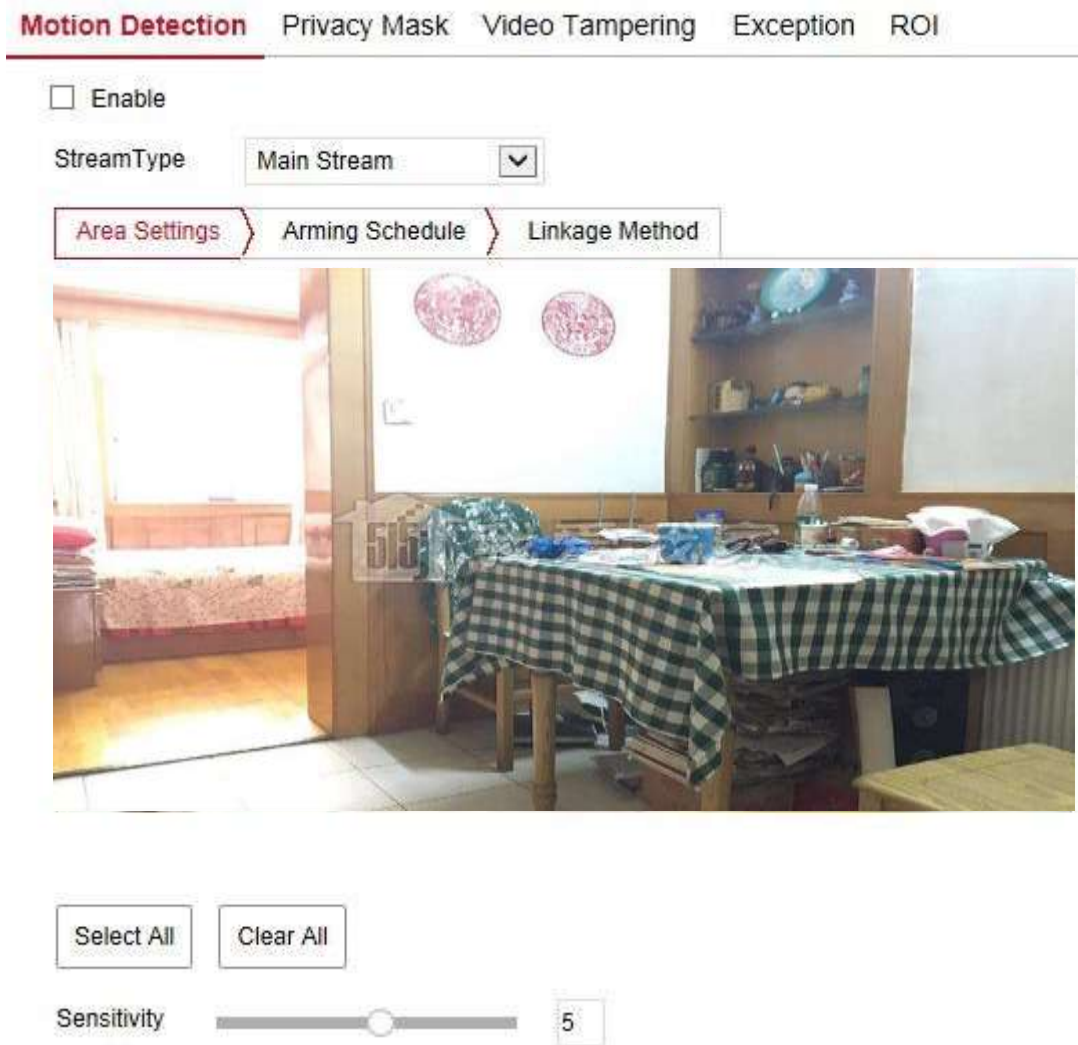 Motion Detection Privacy Mask Video Tampering Exception ROI
Enable
StreamType Main Stream
Area Settings Arming Schedule Linkage Method
Select All Clear All
Sensitivity 5